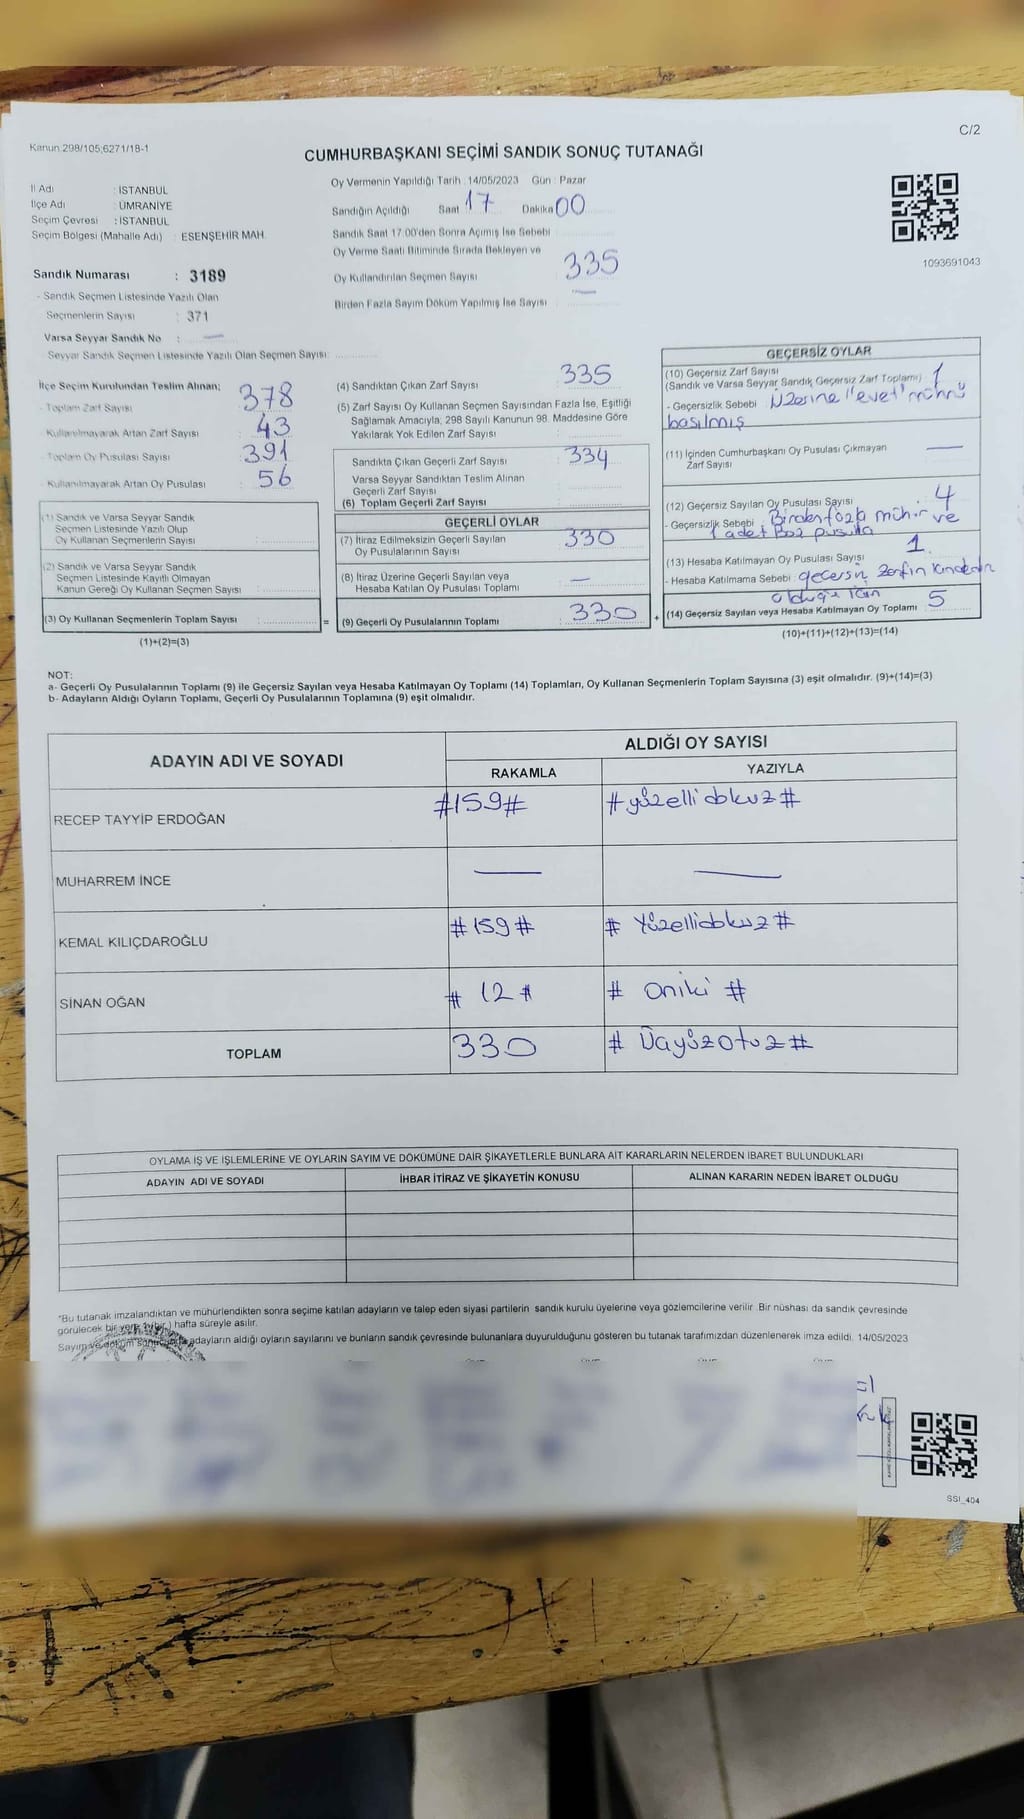 C/2
Kanun 298/105;6271/18-1
CUMHURBAŞKANI SEÇİMİ SANDIK SONUÇ TUTANAĞI
İl Adı : İSTANBUL
İlçe Adı : ÜMRANİYE
Seçim Çevresi : İSTANBUL
Seçim Bölgesi (Mahalle Adı) : ESENŞEHİR MAH.
Oy Vermenin Yapıldığı Tarih :14/05/2023 Gün : Pazar
Sandığın Açıldığı Saat 17 Dakika 00
Sandık Saat 17.00'den Sonra Açımış İse Sebebi
Oy Verme Saati Bitiminde Sırada Bekleyen ve
Oy Kullandırılan Seçmen Sayısı 335
Birden Fazla Sayım Döküm Yapılmış İse Sayısı —
1093691043
Sandık Numarası : 3189
- Sandık Seçmen Listesinde Yazılı Olan
Seçmenlerin Sayısı : 371
Varsa Seyyar Sandık No : —
Seyyar Sandık Seçmen Listesinde Yazılı Olan Seçmen Sayısı:
İlçe Seçim Kurulundan Teslim Alınan;
- Toplam Zarf Sayısı 378
- Kullanılmayarak Artan Zarf Sayısı 43
- Toplam Oy Pusulası Sayısı 391
- Kullanılmayarak Artan Oy Pusulası 56
(1) Sandık ve Varsa Seyyar Sandık
Seçmen Listesinde Yazılı Olup
Oy Kullanan Seçmenlerin Sayısı :
(2) Sandık ve Varsa Seyyar Sandık
Seçmen Listesinde Kayıtlı Olmayan
Kanun Gereği Oy Kullanan Seçmen Sayısı :
(3) Oy Kullanan Seçmenlerin Toplam Sayısı : =
(1)+(2)=(3)
(4) Sandıktan Çıkan Zarf Sayısı 335
(5) Zarf Sayısı Oy Kullanan Seçmen Sayısından Fazla İse, Eşitliği
Sağlamak Amacıyla, 298 Sayılı Kanunun 98. Maddesine Göre
Yakılarak Yok Edilen Zarf Sayısı
Sandıkta Çıkan Geçerli Zarf Sayısı 334
Varsa Seyyar Sandıktan Teslim Alınan
Geçerli Zarf Sayısı
(6) Toplam Geçerli Zarf Sayısı
GEÇERLİ OYLAR
(7) İtiraz Edilmeksizin Geçerli Sayılan 330
Oy Pusulalarının Sayısı
(8) İtiraz Üzerine Geçerli Sayılan veya —
Hesaba Katılan Oy Pusulası Toplamı
(9) Geçerli Oy Pusulalarının Toplamı : 330 +
GEÇERSİZ OYLAR
(10) Geçersiz Zarf Sayısı 1
(Sandık ve Varsa Seyyar Sandık Geçersiz Zarf Toplamı)
- Geçersizlik Sebebi Üzerine "evet" mührü
basılmış
(11) İçinden Cumhurbaşkanı Oy Pusulası Çıkmayan —
Zarf Sayısı
(12) Geçersiz Sayılan Oy Pusulası Sayısı 4
- Geçersizlik Sebebi : Birden fazla mühür ve
1 adet Boş pusula
(13) Hesaba Katılmayan Oy Pusulası Sayısı 1
- Hesaba Katılmama Sebebi : geçersiz zarfın
olduğu için
(14) Geçersiz Sayılan veya Hesaba Katılmayan Oy Toplamı 5
(10)+(11)+(12)+(13)=(14)
NOT:
a- Geçerli Oy Pusulalarının Toplamı (9) ile Geçersiz Sayılan veya Hesaba Katılmayan Oy Toplamı (14) Toplamları, Oy Kullanan Seçmenlerin Toplam Sayısına (3) eşit olmalıdır. (9)+(14)=(3)
b- Adayların Aldığı Oyların Toplamı, Geçerli Oy Pusulalarının Toplamına (9) eşit olmalıdır.
ADAYIN ADI VE SOYADI
ALDIĞI OY SAYISI
RAKAMLA YAZIYLA
RECEP TAYYİP ERDOĞAN #159# #yüzellidokuz#
MUHARREM İNCE — —
KEMAL KILIÇDAROĞLU #159# # Yüzellidokuz #
SİNAN OĞAN # 12 # # Oniki #
TOPLAM 330 # Üçyüzotuz #
OYLAMA İŞ VE İŞLEMLERİNE VE OYLARIN SAYIM VE DÖKÜMÜNE DAİR ŞİKAYETLERLE BUNLARA AİT KARARLARIN NELERDEN İBARET BULUNDUKLARI
ADAYIN ADI VE SOYADI İHBAR İTİRAZ VE ŞİKAYETİN KONUSU ALINAN KARARIN NEDEN İBARET OLDUĞU
"Bu tutanak imzalandıktan ve mühürlendikten sonra seçime katılan adayların ve talep eden siyasi partilerin sandık kurulu üyelerine veya gözlemcilerine verilir .Bir nüshası da sandık çevresinde
görülecek bir yere 1(bir ) hafta süreyle asılır.
Sayım ve döküm sonucunda adayların aldığı oyların sayılarını ve bunların sandık çevresinde bulunanlara duyurulduğunu gösteren bu tutanak tarafımızdan düzenlenerek imza edildi. 14/05/2023
SSİ_404